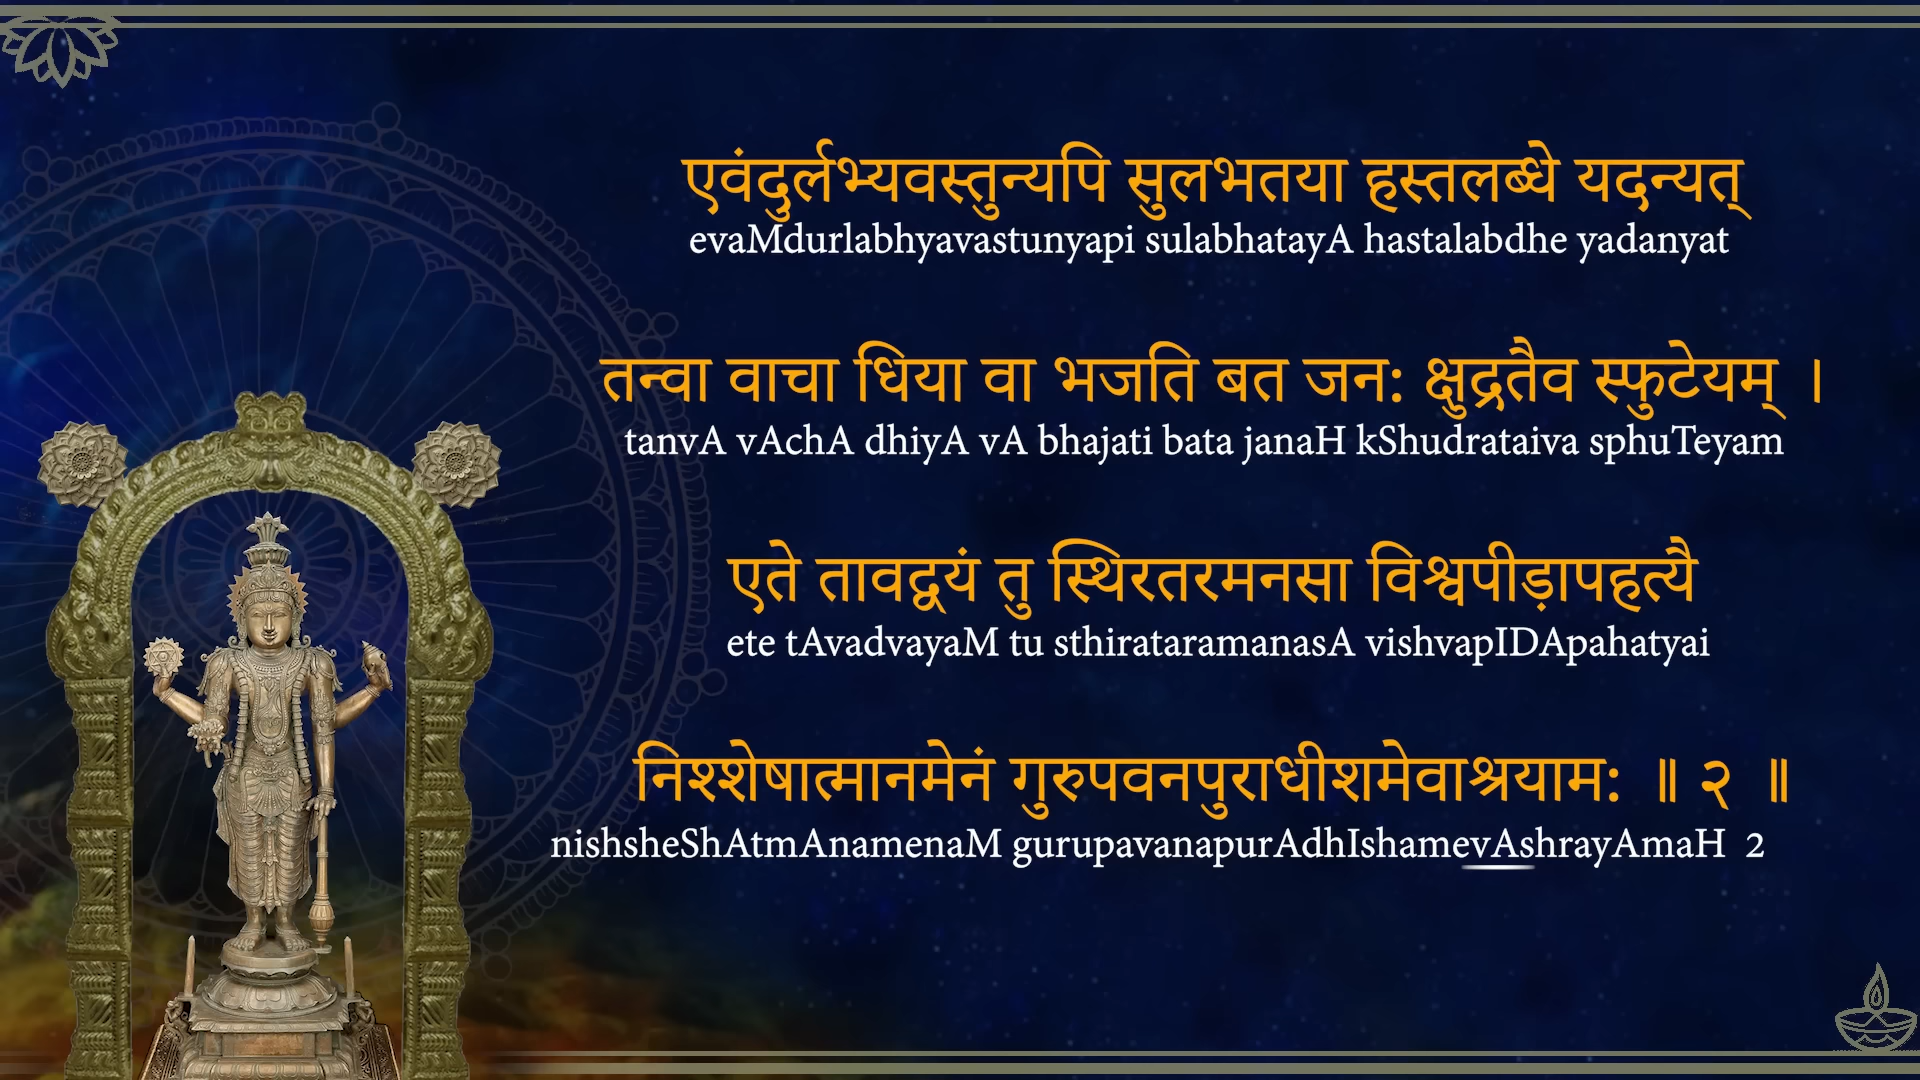 एवंदुर्लभ्यवस्तुन्यपि सुलभतया हस्तलब्धे यदन्यत्
evaMdurlabhyavastunyapi sulabhatayA hastalabdhe yadanyat
तन्वा वाचा धिया वा भजति बत जन: क्षुद्रतैव स्फुटेयम् ।
tanvA vAchA dhiyA vA bhajati bata janaH kShudrataiva sphuTeyam
एते तावद्वयं तु स्थिरतरमनसा विश्वपीड़ापहत्यै
ete tAvadvayaM tu sthirataramanasA vishvapIDApahatyai
निश्शेषात्मानमेनं गुरुपवनपुराधीशमेवाश्रयाम: ॥ २ ॥
nishsheShAtmAnamenaM gurupavanapurAdhIshamevAshrayAmaH 2